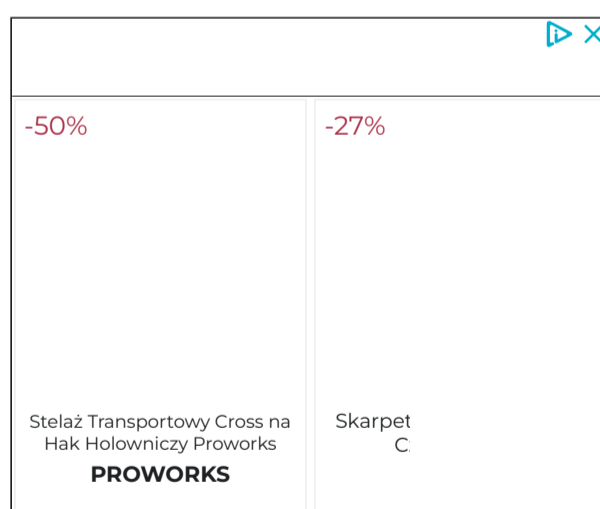 -50%
-27%
Stelaż Transportowy Cross na
Hak Holowniczy Proworks
PROWORKS